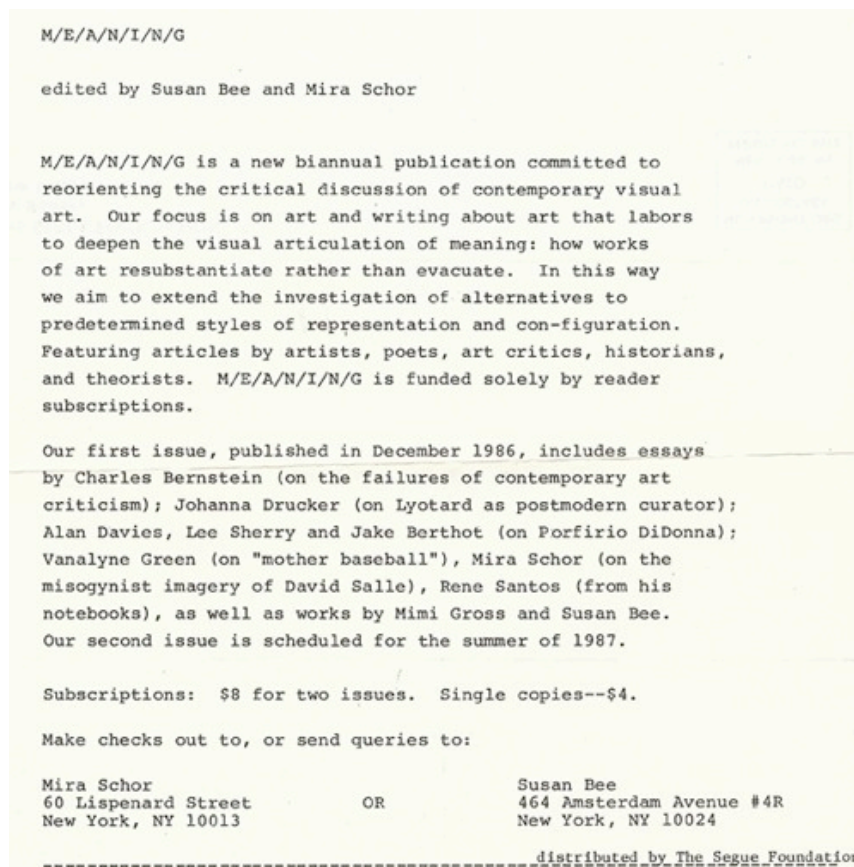 M/E/A/N/I/N/G
edited by Susan Bee and Mira Schor
M/E/A/N/I/N/G is a new biannual publication committed to
reorienting the critical discussion of contemporary visual
art. Our focus is on art and writing about art that labors
to deepen the visual articulation of meaning: how works
of art resubstantiate rather than evacuate. In this way
we aim to extend the investigation of alternatives to
predetermined styles of representation and con-figuration.
Featuring articles by artists, poets, art critics, historians,
and theorists. M/E/A/N/I/N/G is funded solely by reader
subscriptions.
Our first issue, published in December 1986, includes essays
by Charles Bernstein (on the failures of contemporary art
criticism); Johanna Drucker (on Lyotard as postmodern curator);
Alan Davies, Lee Sherry and Jake Berthot (on Porfirio DiDonna);
Vanalyne Green (on "mother baseball"), Mira Schor (on the
misogynist imagery of David Salle), Rene Santos (from his
notebooks), as well as works by Mimi Gross and Susan Bee.
Our second issue is scheduled for the summer of 1987.
Subscriptions: $8 for two issues. Single copies--$4.
Make checks out to, or send queries to:
Mira Schor
60 Lispenard Street
New York, NY 10013
OR
Susan Bee
464 Amsterdam Avenue #4R
New York, NY 10024
distributed by The Segue Foundation